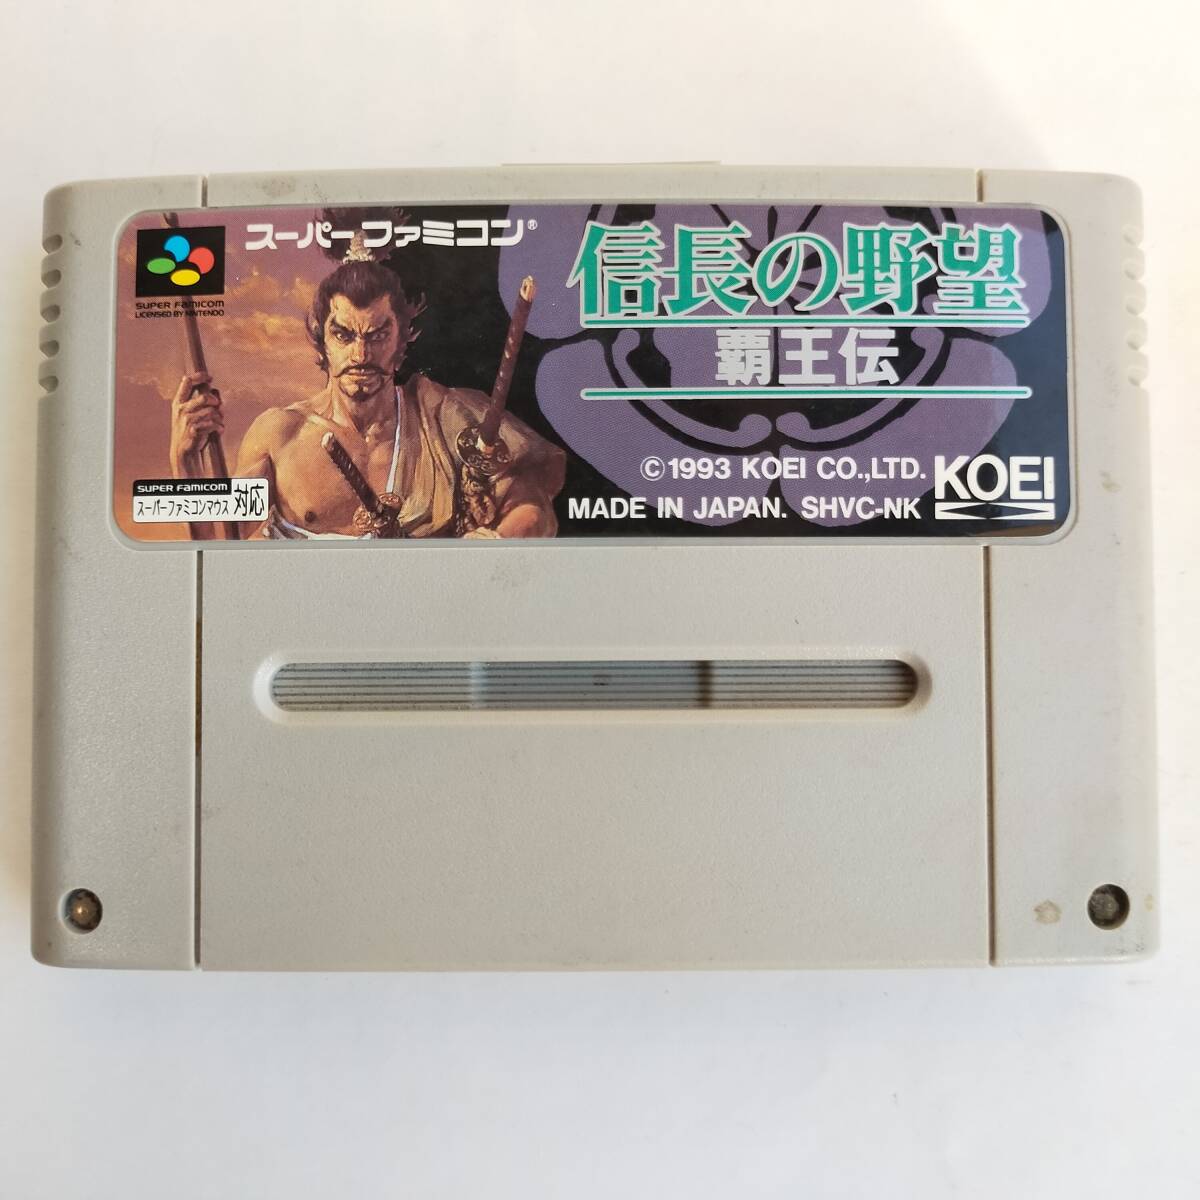 スーパーファミコン®
SUPER FAMICOM
LICENSED BY NINTENDO
信長の野望
覇王伝
©1993 KOEI CO.,LTD.
MADE IN JAPAN. SHVC-NK
KOEI
SUPER FAMICOM
スーパーファミコンマウス 対応